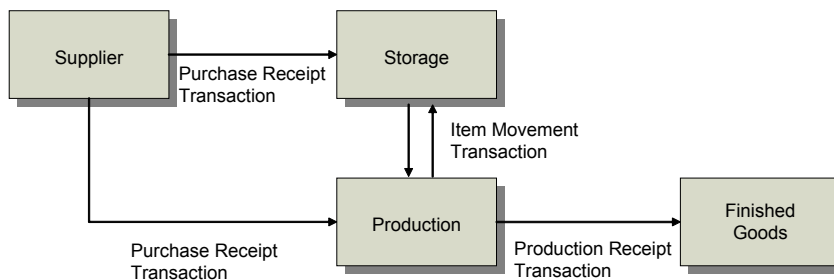 Supplier
Storage
Purchase Receipt
Transaction
Item Movement
Transaction
Production
Finished
Goods
Purchase Receipt
Transaction
Production Receipt
Transaction